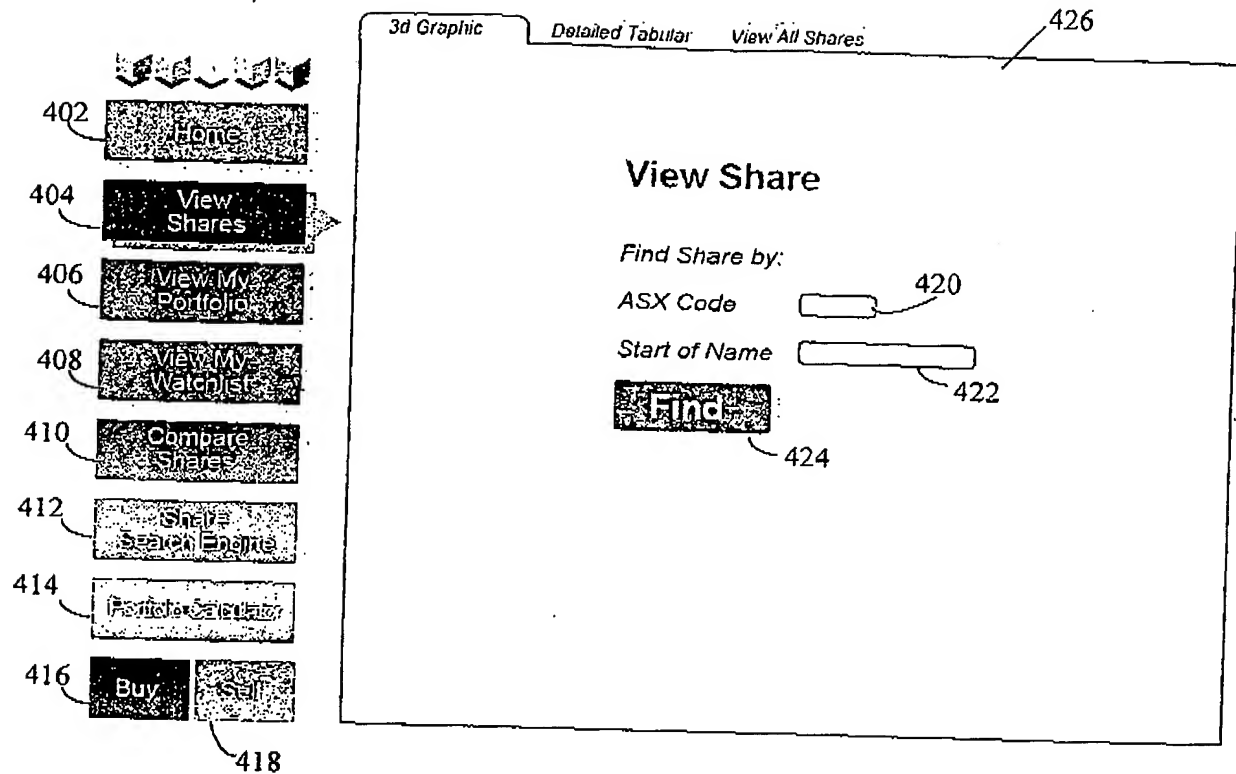 3d Graphic Detailed Tabular View All Shares
426
402
Home
404
View
Shares
406
View My
Portfolio
408
View My
Watchlist
410
Compare
Shares
412
Share
Search Engine
414
Portfolio Calculator
416
Buy
Sell
418
View Share
Find Share by:
ASX Code
420
Start of Name
422
Find
424